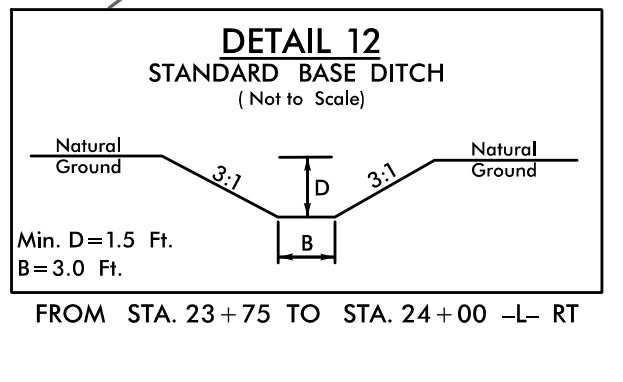 DETAIL 12
STANDARD BASE DITCH
( Not to Scale)
Natural
Ground
3:1
D
3:1
Natural
Ground
B
Min. D=1.5 Ft.
B=3.0 Ft.
FROM STA. 23+75 TO STA. 24+00 -L- RT